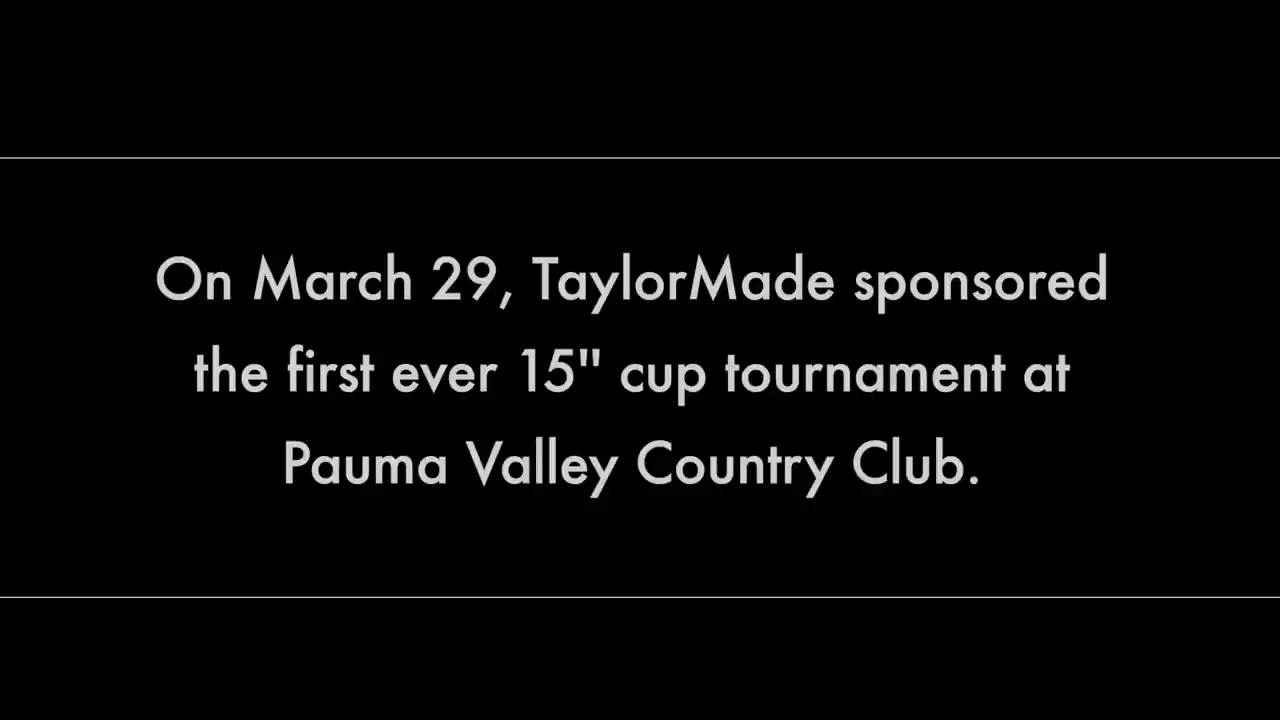 On March 29, TaylorMade sponsored
the first ever 15" cup tournament at
Pauma Valley Country Club.